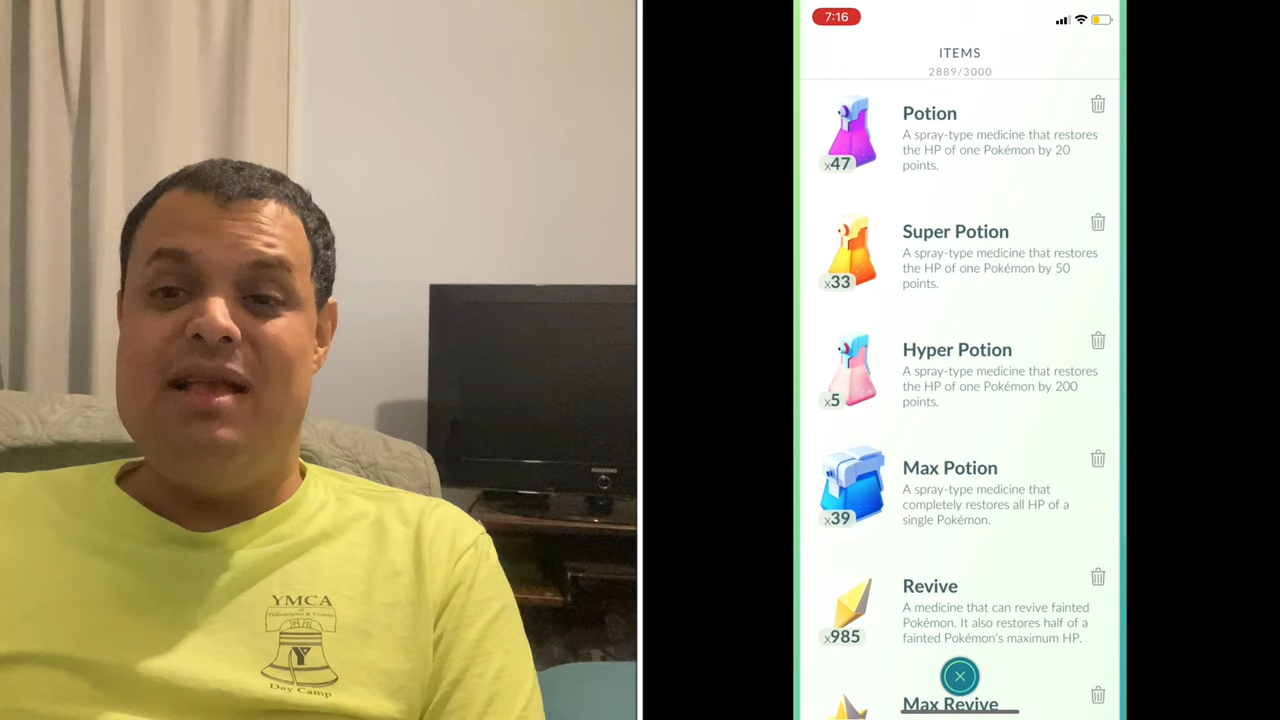 YMCA
of
Philadelphia & Vicinity
Y
Day Camp
7:16
ITEMS
2889/3000
Potion
A spray-type medicine that restores
the HP of one Pokémon by 20
points.
x47
Super Potion
A spray-type medicine that restores
the HP of one Pokémon by 50
points.
x33
Hyper Potion
A spray-type medicine that restores
the HP of one Pokémon by 200
points.
x5
Max Potion
A spray-type medicine that
completely restores all HP of a
single Pokémon.
x39
Revive
A medicine that can revive fainted
Pokémon. It also restores half of a
fainted Pokémon's maximum HP.
x985
Max Revive